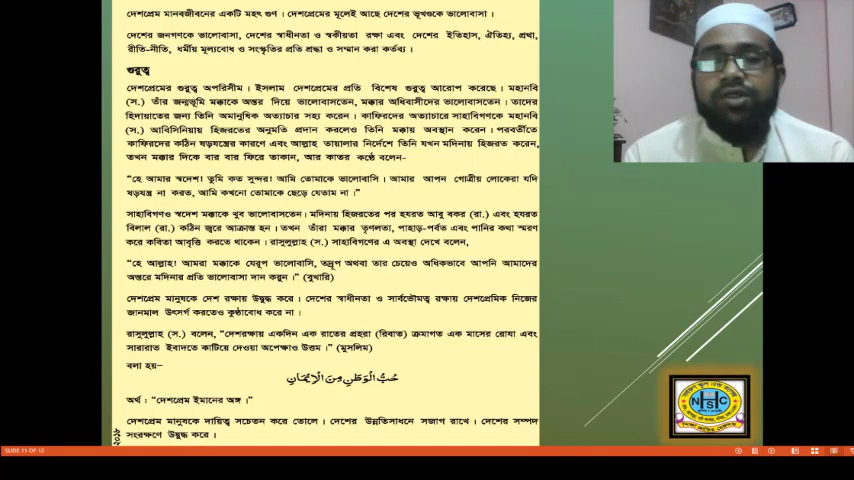 দেশপ্রেম মানবজীবনের একটি মহৎ গুণ । দেশপ্রেমের মূলেই আছে দেশের ভূখণ্ডকে ভালোবাসা ।
দেশের জনগণকে ভালোবাসা, দেশের স্বাধীনতা ও স্বকীয়তা রক্ষা এবং দেশের ইতিহাস, ঐতিহ্য, প্রথা,
রীতি-নীতি, ধর্মীয় মূল্যবোধ ও সংস্কৃতির প্রতি শ্রদ্ধা ও সম্মান করা কর্তব্য ।
গুরুত্ব
দেশপ্রেমের গুরুত্ব অপরিসীম । ইসলাম দেশপ্রেমের প্রতি বিশেষ গুরুত্ব আরোপ করেছে । মহানবি
(স.) তাঁর জন্মভূমি মক্কাকে অন্তর দিয়ে ভালোবাসতেন, মক্কার অধিবাসীদের ভালোবাসতেন । তাদের
হিদায়াতের জন্য তিনি অমানুষিক অত্যাচার সহ্য করেন । কাফিরদের অত্যাচারে সাহাবিগণকে মহানবি
(স.) আবিসিনিয়ায় হিজরতের অনুমতি প্রদান করলেও তিনি মক্কায় অবস্থান করেন । পরবর্তীতে
কাফিরদের কঠিন ষড়যন্ত্রের কারণে এবং আল্লাহ তায়ালার নির্দেশে তিনি যখন মদিনায় হিজরত করেন,
তখন মক্কার দিকে বার বার ফিরে তাকান, আর কাতর কণ্ঠে বলেন–
“হে আমার স্বদেশ! তুমি কত সুন্দর! আমি তোমাকে ভালোবাসি । আমার আপন গোত্রীয় লোকেরা যদি
ষড়যন্ত্র না করত, আমি কখনো তোমাকে ছেড়ে যেতাম না ।”
সাহাবিগণও স্বদেশ মক্কাকে খুব ভালোবাসতেন । মদিনায় হিজরতের পর হযরত আবু বকর (রা.) এবং হযরত
বিলাল (রা.) কঠিন জ্বরে আক্রান্ত হন । তখন তাঁরা মক্কার তৃণলতা, পাহাড়-পর্বত এবং পানির কথা স্মরণ
করে কবিতা আবৃত্তি করতে থাকেন । রাসুলুল্লাহ (স.) সাহাবিগণের এ অবস্থা দেখে বলেন,
“হে আল্লাহ! আমরা মক্কাকে যেরূপ ভালোবাসি, তদ্রূপ অথবা তার চেয়েও অধিকভাবে আপনি আমাদের
অন্তরে মদিনার প্রতি ভালোবাসা দান করুন ।” (বুখারি)
দেশপ্রেম মানুষকে দেশ রক্ষায় উদ্বুদ্ধ করে । দেশের স্বাধীনতা ও সার্বভৌমত্ব রক্ষায় দেশপ্রেমিক নিজের
জানমাল উৎসর্গ করতেও কুণ্ঠাবোধ করে না ।
রাসুলুল্লাহ (স.) বলেন, “দেশরক্ষায় একদিন এক রাতের প্রহরা (রিবাত) ক্রমাগত এক মাসের রোযা এবং
সারারাত ইবাদতে কাটিয়ে দেওয়া অপেক্ষাও উত্তম ।” (মুসলিম)
বলা হয়–
حُبُّ الْوَطَنِ مِنَ الْإِيْمَانِ
অর্থ : “দেশপ্রেম ইমানের অঙ্গ ।”
দেশপ্রেম মানুষকে দায়িত্ব সচেতন করে তোলে । দেশের উন্নতিসাধনে সজাগ রাখে । দেশের সম্পদ
সংরক্ষণে উদ্বুদ্ধ করে ।
২০১৮
NHSC
SLIDE 11 OF 12